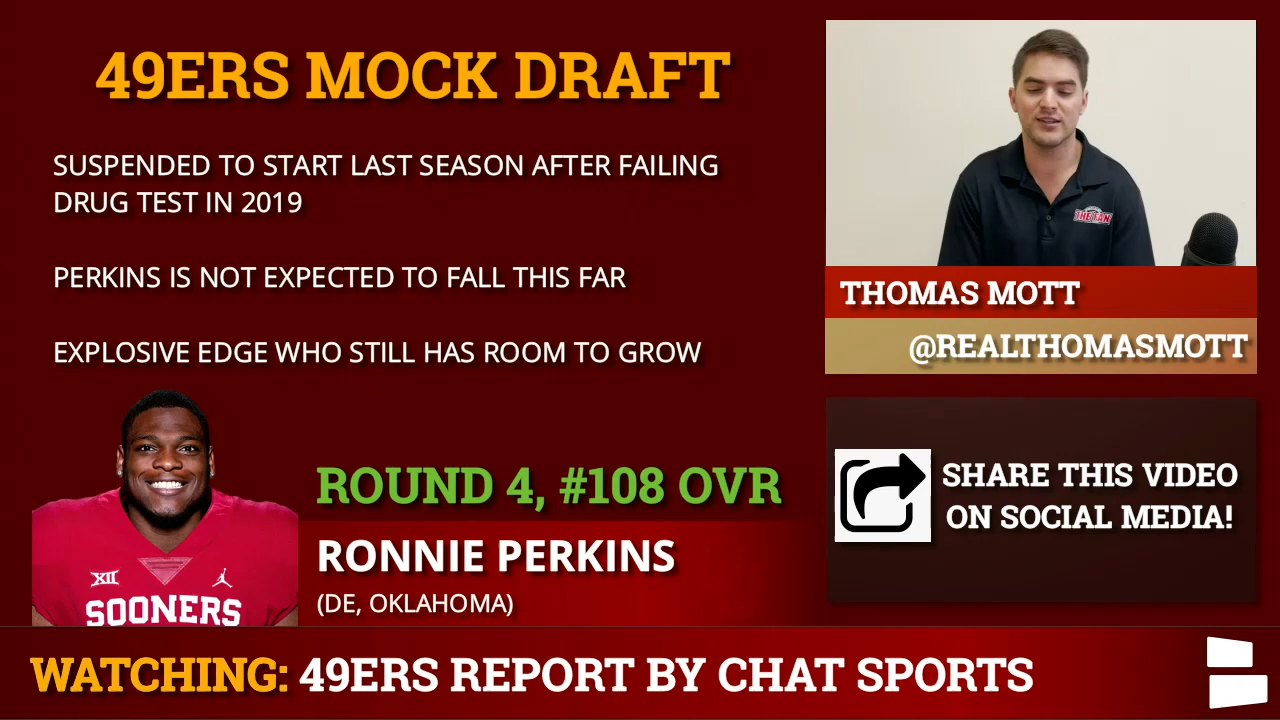 49ERS MOCK DRAFT
SUSPENDED TO START LAST SEASON AFTER FAILING
DRUG TEST IN 2019
PERKINS IS NOT EXPECTED TO FALL THIS FAR
EXPLOSIVE EDGE WHO STILL HAS ROOM TO GROW
ROUND 4, #108 OVR
RONNIE PERKINS
(DE, OKLAHOMA)
XII
SOONERS
THE FAN
THOMAS MOTT
@REALTHOMASMOTT
SHARE THIS VIDEO
ON SOCIAL MEDIA!
WATCHING: 49ERS REPORT BY CHAT SPORTS